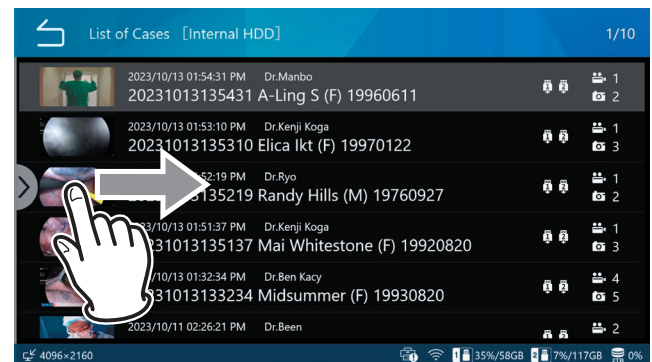 List of Cases [Internal HDD] 1/10
2023/10/13 01:54:31 PM Dr.Manbo
20231013135431 A-Ling S (F) 19960611
1
2
2023/10/13 01:53:10 PM Dr.Kenji Koga
20231013135310 Elica Ikt (F) 19970122
1
3
:52:19 PM Dr.Ryo
135219 Randy Hills (M) 19760927
1
2
3/10/13 01:51:37 PM Dr.Kenji Koga
31013135137 Mai Whitestone (F) 19920820
1
3
/10/13 01:32:34 PM Dr.Ben Kacy
31013133234 Midsummer (F) 19930820
4
5
2023/10/11 02:26:21 PM Dr.Been
2
4096×2160 1 35%/58GB 2 7%/117GB 2TB 0%